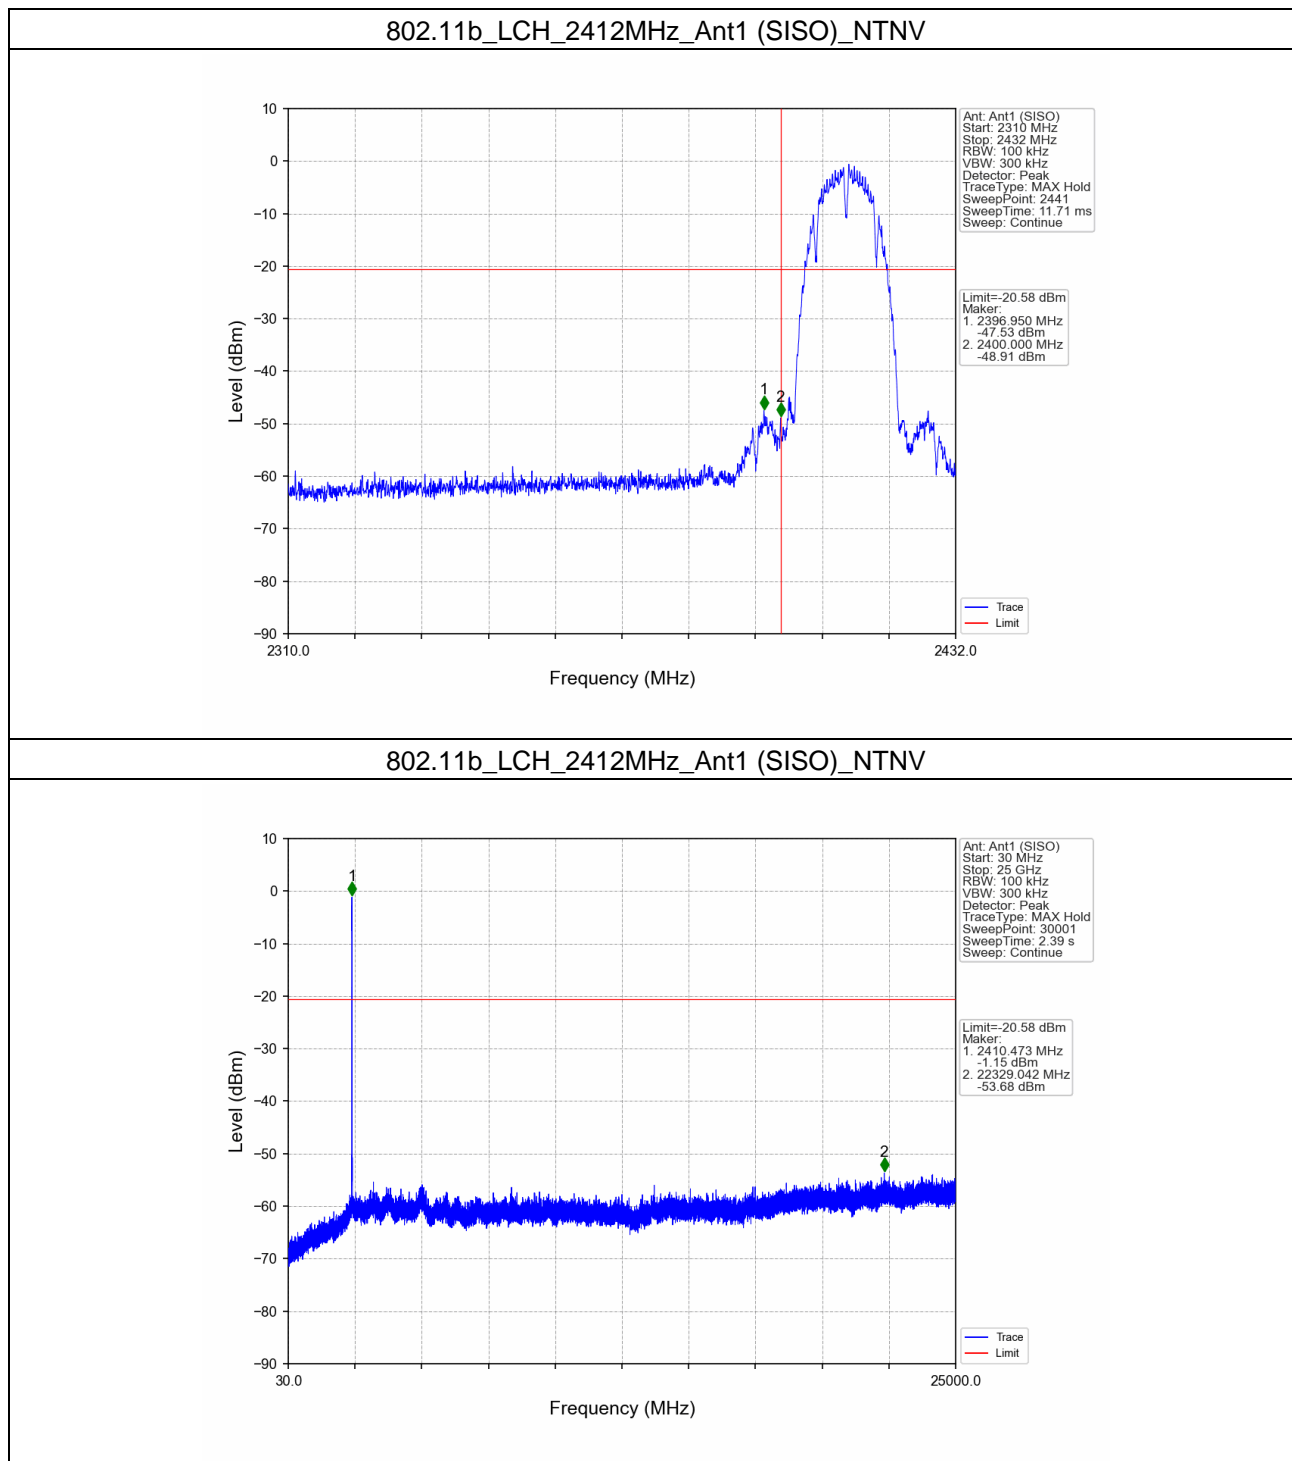 802.11b_LCH_2412MHz_Ant1 (SISO)_NTNV
10
0
−10
−20
−30
−40
−50
−60
−70
−80
−90
Level (dBm)
1
2
2310.0
2432.0
Frequency (MHz)
Ant: Ant1 (SISO)
Start: 2310 MHz
Stop: 2432 MHz
RBW: 100 kHz
VBW: 300 kHz
Detector: Peak
TraceType: MAX Hold
SweepPoint: 2441
SweepTime: 11.71 ms
Sweep: Continue
Limit=-20.58 dBm
Maker:
1. 2396.950 MHz
-47.53 dBm
2. 2400.000 MHz
-48.91 dBm
Trace
Limit
802.11b_LCH_2412MHz_Ant1 (SISO)_NTNV
10
0
−10
−20
−30
−40
−50
−60
−70
−80
−90
Level (dBm)
1
2
30.0
25000.0
Frequency (MHz)
Ant: Ant1 (SISO)
Start: 30 MHz
Stop: 25 GHz
RBW: 100 kHz
VBW: 300 kHz
Detector: Peak
TraceType: MAX Hold
SweepPoint: 30001
SweepTime: 2.39 s
Sweep: Continue
Limit=-20.58 dBm
Maker:
1. 2410.473 MHz
-1.15 dBm
2. 22329.042 MHz
-53.68 dBm
Trace
Limit